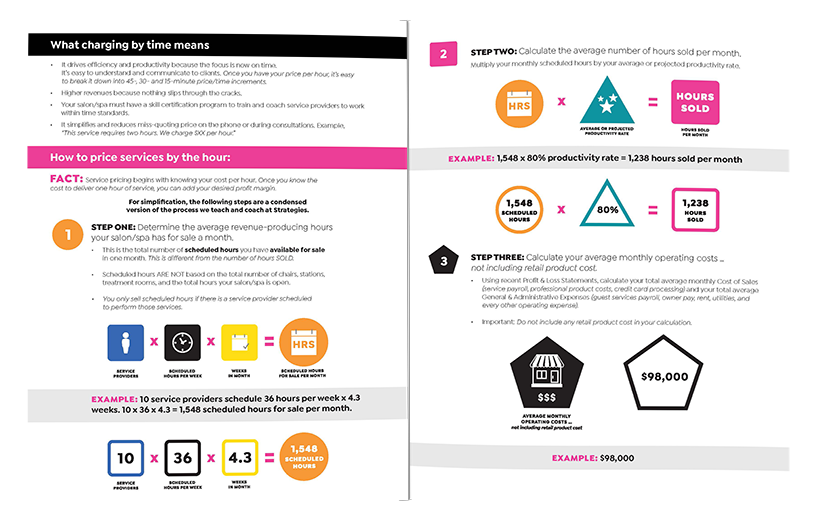 What charging by time means
• It drives efficiency and productivity because the focus is now on time.
It's easy to understand and communicate to clients. Once you have your price per hour, it's easy
to break it down into 45-, 30- and 15-minute price/time increments.
• Higher revenues because nothing slips through the cracks.
• Your salon/spa must have a skill certification program to train and coach service providers to work
within time standards.
• It simplifies and reduces miss-quoting price on the phone or during consultations. Example,
"This service requires two hours. We charge $XX per hour."
How to price services by the hour:
FACT: Service pricing begins with knowing your cost per hour. Once you know the
cost to deliver one hour of service, you can add your desired profit margin.
For simplification, the following steps are a condensed
version of the process we teach and coach at Strategies.
1
STEP ONE: Determine the average revenue-producing hours
your salon/spa has for sale a month.
• This is the total number of scheduled hours you have available for sale
in one month. This is different from the number of hours SOLD.
• Scheduled hours ARE NOT based on the total number of chairs, stations,
treatment rooms, and the total hours your salon/spa is open.
• You only sell scheduled hours if there is a service provider scheduled
to perform those services.
x x = HRS
SERVICE PROVIDERS
SCHEDULED HOURS PER WEEK
WEEKS IN MONTH
SCHEDULED HOURS FOR SALE PER MONTH
EXAMPLE: 10 service providers schedule 36 hours per week x 4.3
weeks. 10 x 36 x 4.3 = 1,548 scheduled hours for sale per month.
10 x 36 x 4.3 = 1,548 SCHEDULED HOURS
SERVICE PROVIDERS
SCHEDULED HOURS PER WEEK
WEEKS IN MONTH
2
STEP TWO: Calculate the average number of hours sold per month.
Multiply your monthly scheduled hours by your average or projected productivity rate.
HRS x = HOURS SOLD
AVERAGE OR PROJECTED PRODUCTIVITY RATE
HOURS SOLD PER MONTH
EXAMPLE: 1,548 x 80% productivity rate = 1,238 hours sold per month
1,548 SCHEDULED HOURS x 80% = 1,238 HOURS SOLD
3
STEP THREE: Calculate your average monthly operating costs ...
not including retail product cost.
• Using recent Profit & Loss Statements, calculate your total average monthly Cost of Sales
(service payroll, professional product costs, credit card processing) and your total average
General & Administrative Expenses (guest services payroll, owner pay, rent, utilities, and
every other operating expense).
• Important: Do not include any retail product cost in your calculation.
$$$
AVERAGE MONTHLY
OPERATING COSTS ...
not including retail product cost
$98,000
EXAMPLE: $98,000